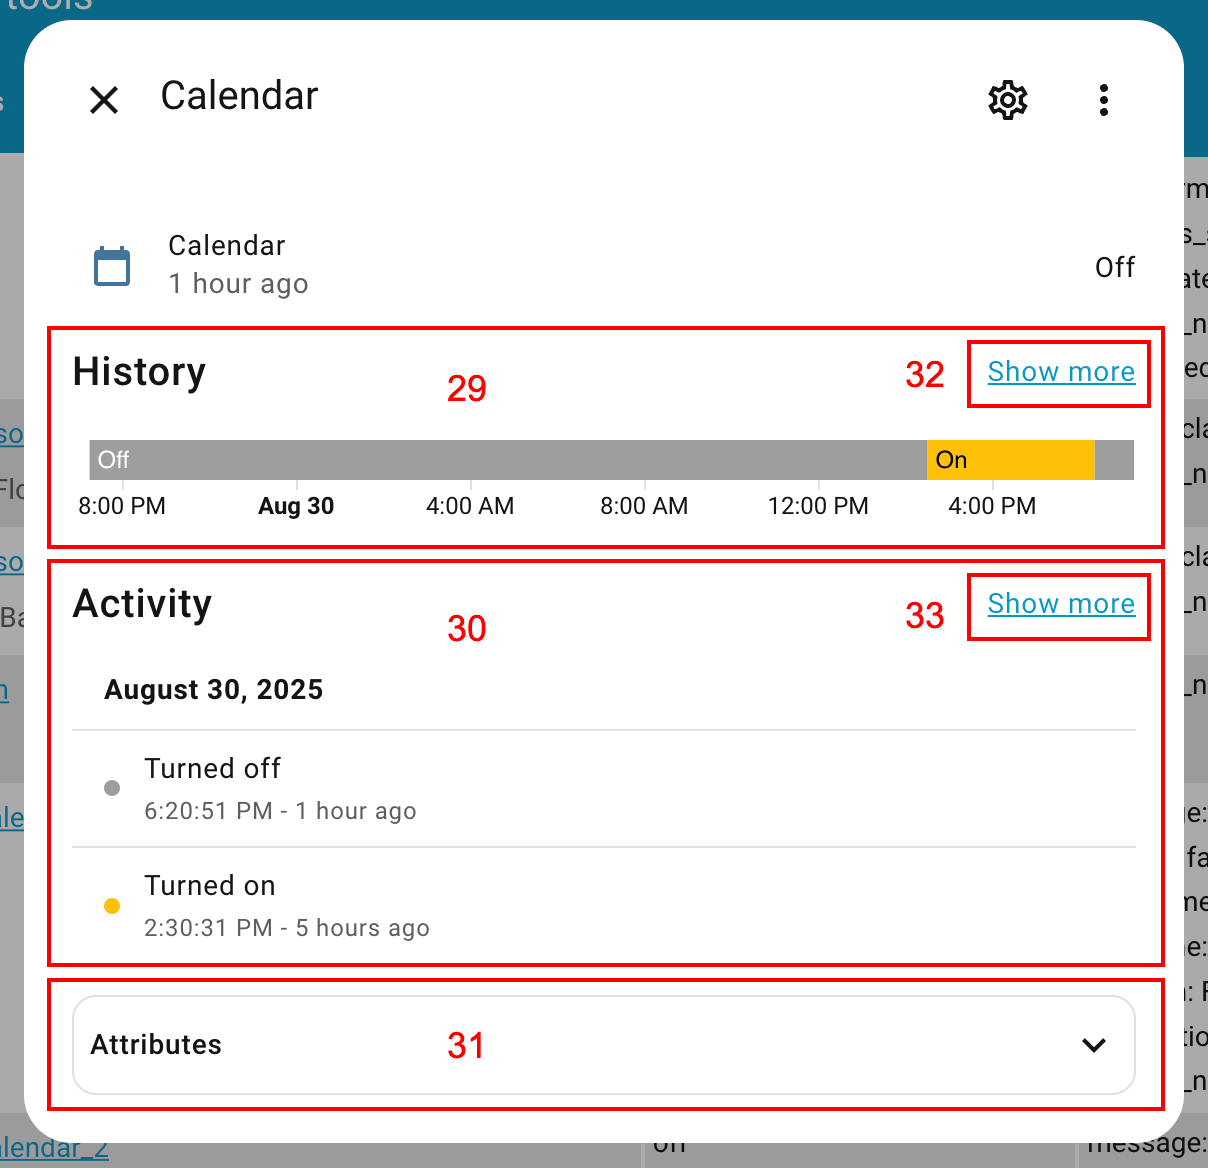 tools
Calendar
Calendar
1 hour ago
Off
History
29
32
Show more
Off
On
8:00 PM
Aug 30
4:00 AM
8:00 AM
12:00 PM
4:00 PM
Activity
30
33
Show more
August 30, 2025
Turned off
6:20:51 PM - 1 hour ago
Turned on
2:30:31 PM - 5 hours ago
Attributes
31
alendar_2
message: